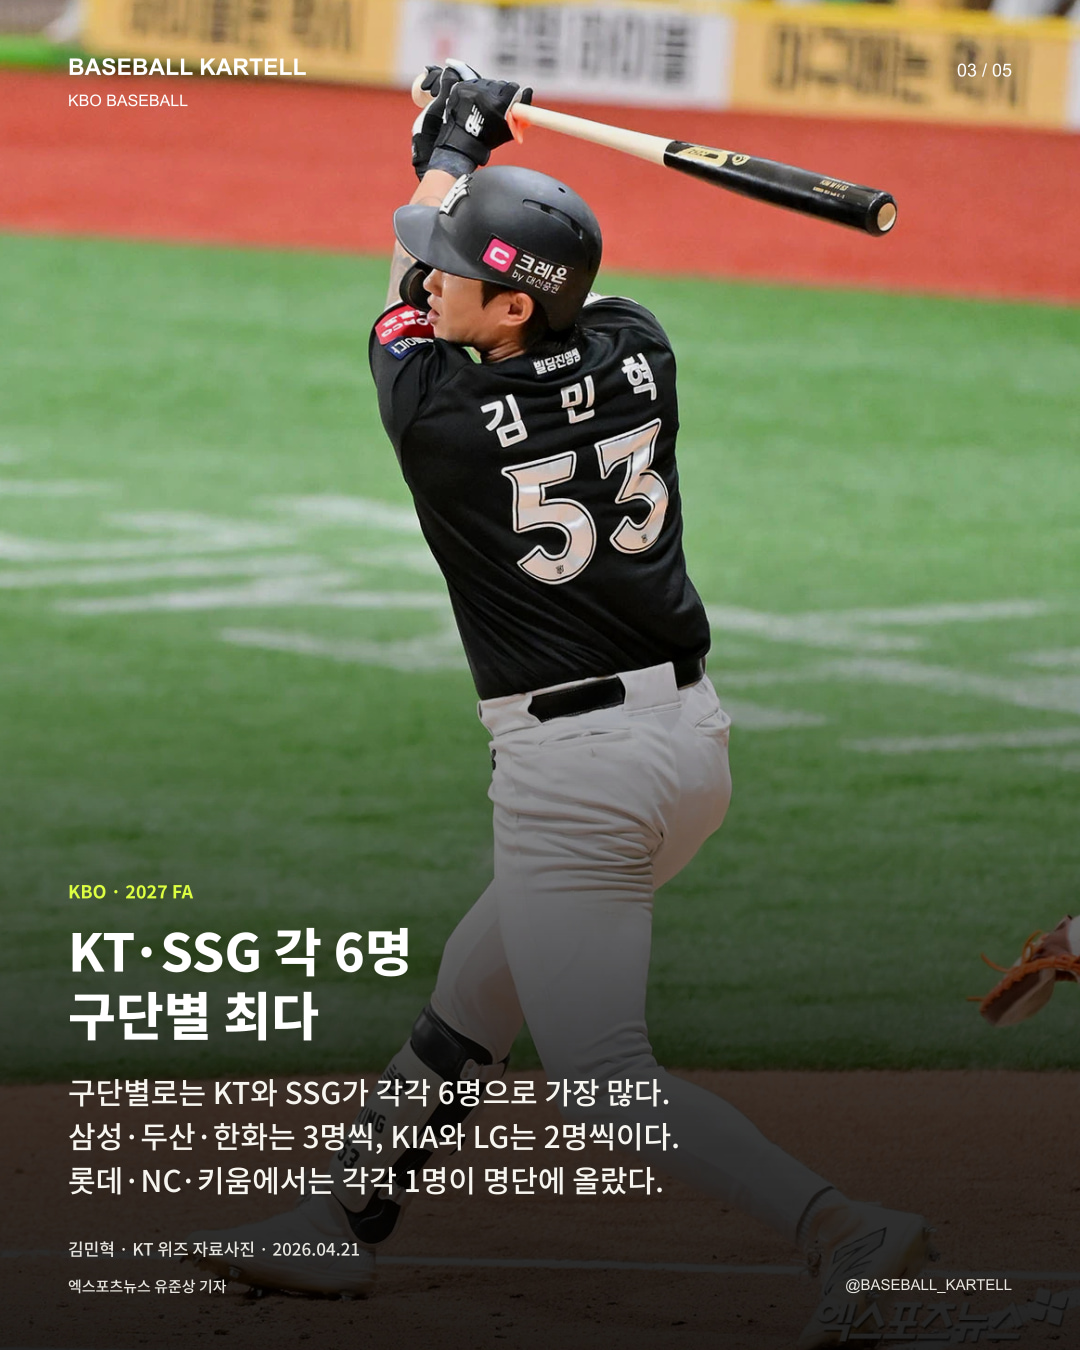 BASEBALL KARTELL
KBO BASEBALL
03 / 05
크레온
by 대신증권
김민혁
53
KBO · 2027 FA
KT·SSG 각 6명
구단별 최다
구단별로는 KT와 SSG가 각각 6명으로 가장 많다.
삼성·두산·한화는 3명씩, KIA와 LG는 2명씩이다.
롯데·NC·키움에서는 각각 1명이 명단에 올랐다.
김민혁 · KT 위즈 자료사진 · 2026.04.21
엑스포츠뉴스 유준상 기자
@BASEBALL_KARTELL
엑스포츠뉴스